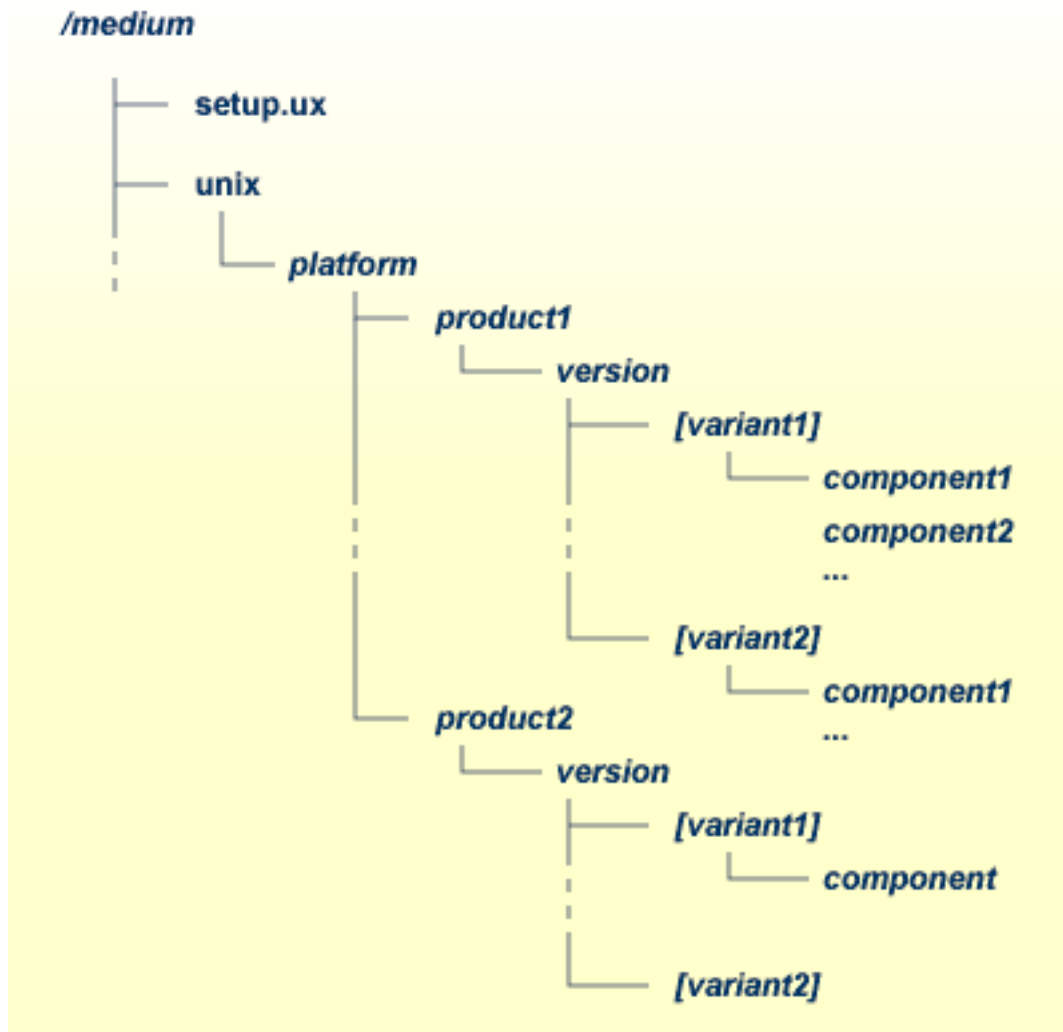 /medium
setup.ux
unix
platform
product1
version
[variant1]
component1
component2
...
[variant2]
component1
...
product2
version
[variant1]
component
[variant2]